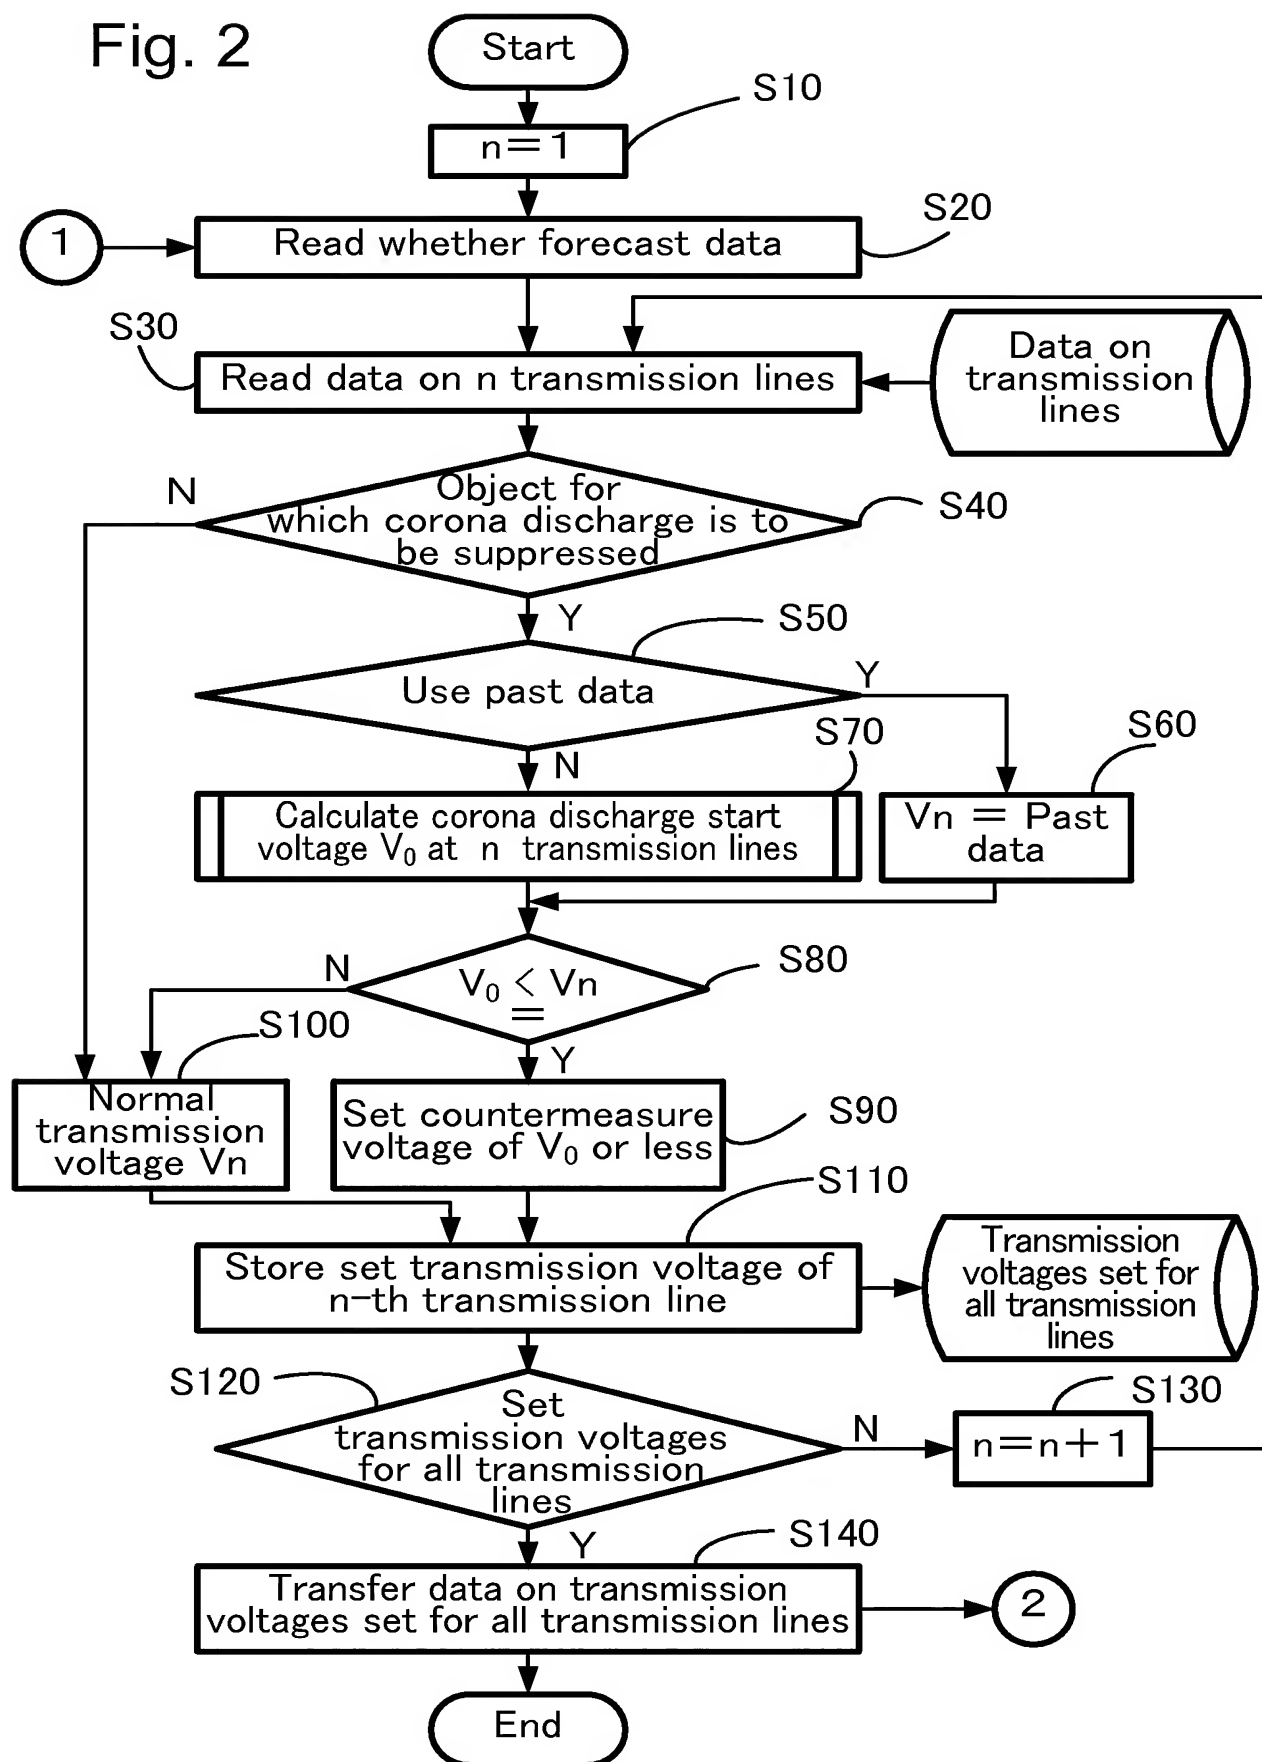 Fig. 2
Start
S10
n＝1
S20
1
Read whether forecast data
S30
Read data on n transmission lines
Data on
transmission
lines
N
Object for
which corona discharge is to
be suppressed
S40
Y
S50
Use past data
Y
N
S70
S60
Calculate corona discharge start
voltage V₀ at n transmission lines
Vn ＝ Past
data
S80
N
V₀ ≦ Vn
Y
S100
Normal
transmission
voltage Vn
Set countermeasure
voltage of V₀ or less
S90
S110
Store set transmission voltage of
n-th transmission line
Transmission
voltages set for
all transmission
lines
S120
Set
transmission voltages
for all transmission
lines
N
S130
n＝n＋1
Y
S140
Transfer data on transmission
voltages set for all transmission lines
2
End